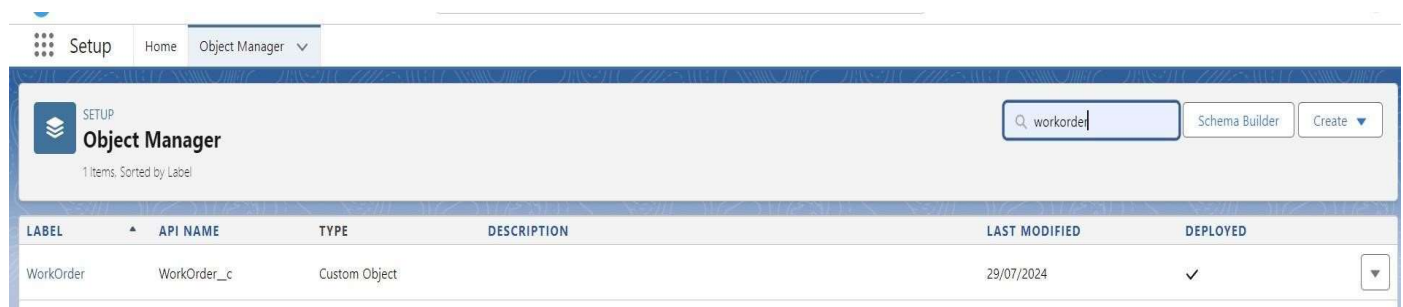 Setup Home Object Manager
SETUP
Object Manager
1 Items, Sorted by Label
workorder
Schema Builder
Create
LABEL API NAME TYPE DESCRIPTION LAST MODIFIED DEPLOYED
WorkOrder WorkOrder__c Custom Object 29/07/2024